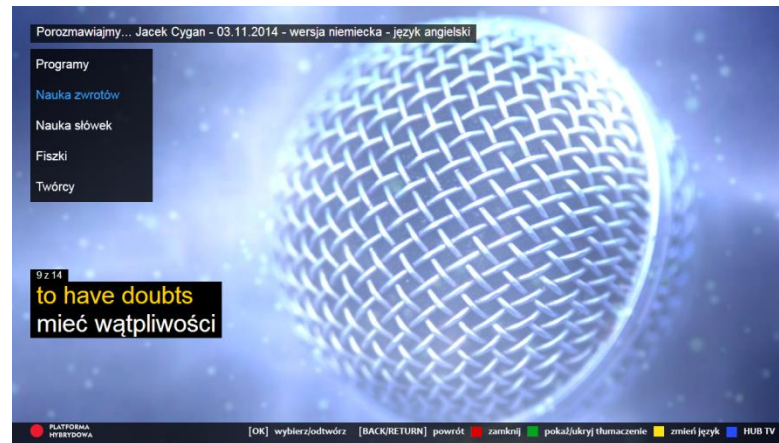 Porozmawiajmy... Jacek Cygan - 03.11.2014 - wersja niemiecka - język angielski
Programy
Nauka zwrotów
Nauka słówek
Fiszki
Twórcy
9 z 14
to have doubts
mieć wątpliwości
PLATFORMA
HYBRYDOWA
[OK] wybierz/odtwórz [BACK/RETURN] powrót zamknij pokaż/ukryj tłumaczenie zmień język HUB TV